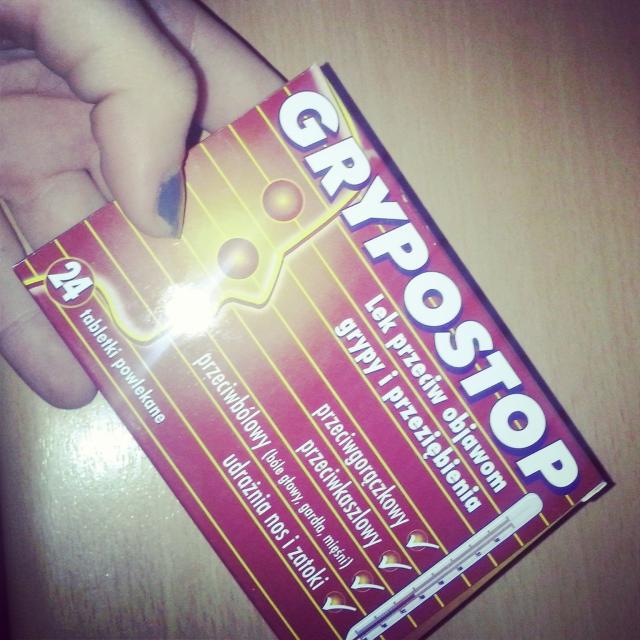 GRYPOSTOP
Lek przeciw objawom
grypy i przeziębienia
przeciwgorączkowy
przeciwkaszlowy
przeciwbólowy (bóle głowy, gardła, mięśni)
udrażnia nos i zatoki
24 tabletki powlekane